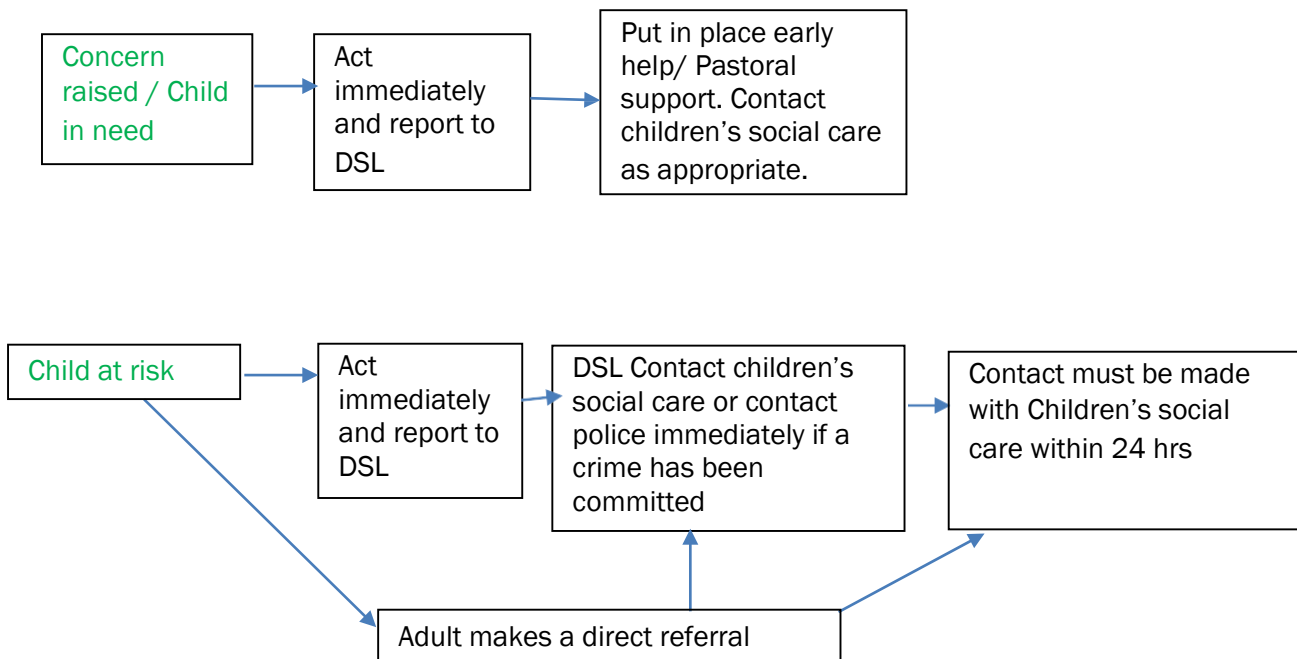 Concern
raised / Child
in need
Act
immediately
and report to
DSL
Put in place early
help/ Pastoral
support. Contact
children’s social care
as appropriate.
Child at risk
Act
immediately
and report to
DSL
DSL Contact children’s
social care or contact
police immediately if a
crime has been
committed
Contact must be made
with Children’s social
care within 24 hrs
Adult makes a direct referral